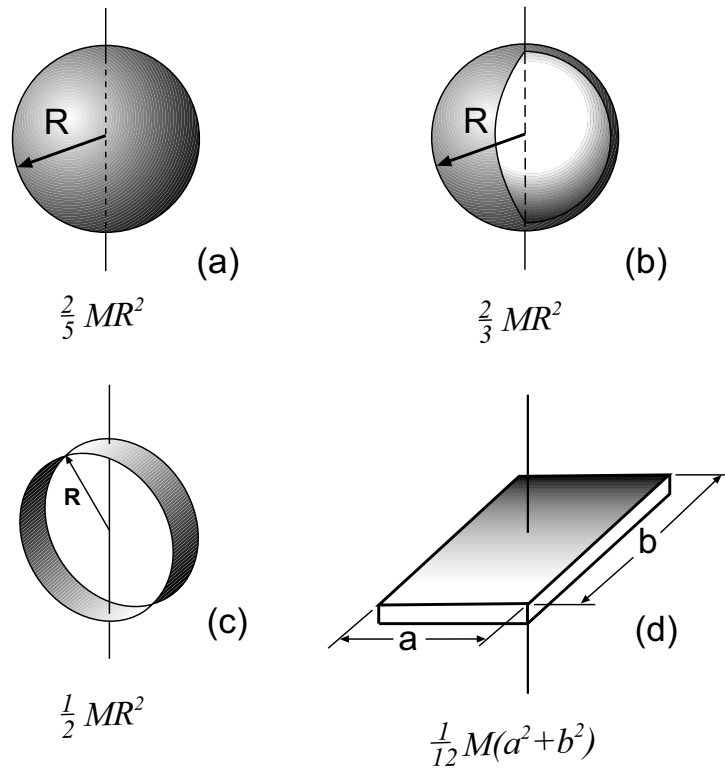 R
R
(a)
(b)
2/5 MR²
2/3 MR²
R
b
(c)
a
(d)
1/2 MR²
1/12 M(a²+b²)